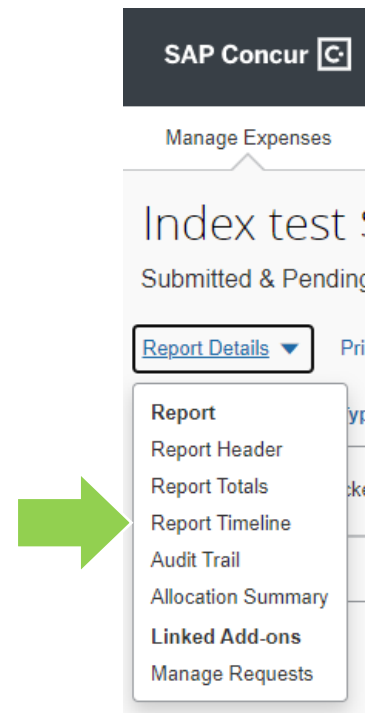 SAP Concur
Manage Expenses
Index test
Submitted & Pending
Report Details
Report
Report Header
Report Totals
Report Timeline
Audit Trail
Allocation Summary
Linked Add-ons
Manage Requests